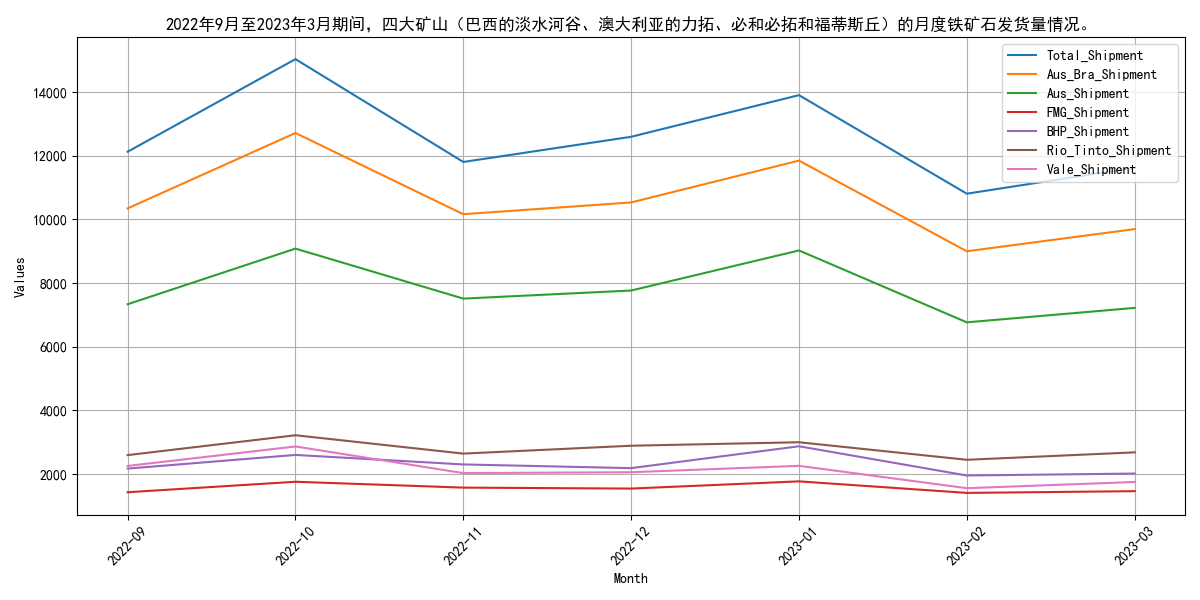 2022年9月至2023年3月期间，四大矿山（巴西的淡水河谷、澳大利亚的力拓、必和必拓和福蒂斯丘）的月度铁矿石发货量情况。
Total_Shipment
Aus_Bra_Shipment
Aus_Shipment
FMG_Shipment
BHP_Shipment
Rio_Tinto_Shipment
Vale_Shipment
14000
12000
10000
8000
6000
4000
2000
Values
2022-09
2022-10
2022-11
2022-12
2023-01
2023-02
2023-03
Month